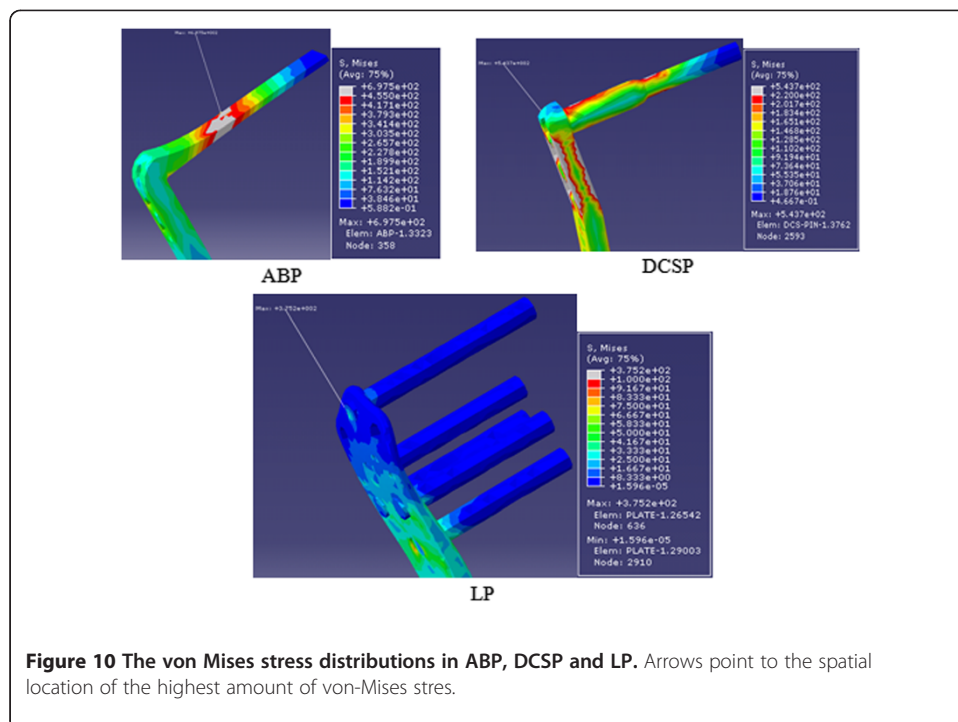 Max: +6.975e+002
S, Mises
(Avg: 75%)
+6.975e+02
+4.550e+02
+4.171e+02
+3.793e+02
+3.414e+02
+3.035e+02
+2.657e+02
+2.278e+02
+1.899e+02
+1.521e+02
+1.142e+02
+7.632e+01
+3.846e+01
+5.882e-01
Max: +6.975e+02
Elem: ABP-1.3323
Node: 358
ABP
Max: +5.437e+002
S, Mises
(Avg: 75%)
+5.437e+02
+2.200e+02
+2.017e+02
+1.834e+02
+1.651e+02
+1.468e+02
+1.285e+02
+1.102e+02
+9.194e+01
+7.364e+01
+5.535e+01
+3.706e+01
+1.876e+01
+4.667e-01
Max: +5.437e+02
Elem: DCS-PIN-1.3762
Node: 2593
DCSP
Max: +3.752e+002
S, Mises
(Avg: 75%)
+3.752e+02
+1.000e+02
+9.167e+01
+8.333e+01
+7.500e+01
+6.667e+01
+5.833e+01
+5.000e+01
+4.167e+01
+3.333e+01
+2.500e+01
+1.667e+01
+8.333e+00
+1.596e-05
Max: +3.752e+02
Elem: PLATE-1.26542
Node: 636
Min: +1.596e-05
Elem: PLATE-1.29003
Node: 2910
LP
Figure 10 The von Mises stress distributions in ABP, DCSP and LP. Arrows point to the spatial
location of the highest amount of von-Mises stres.